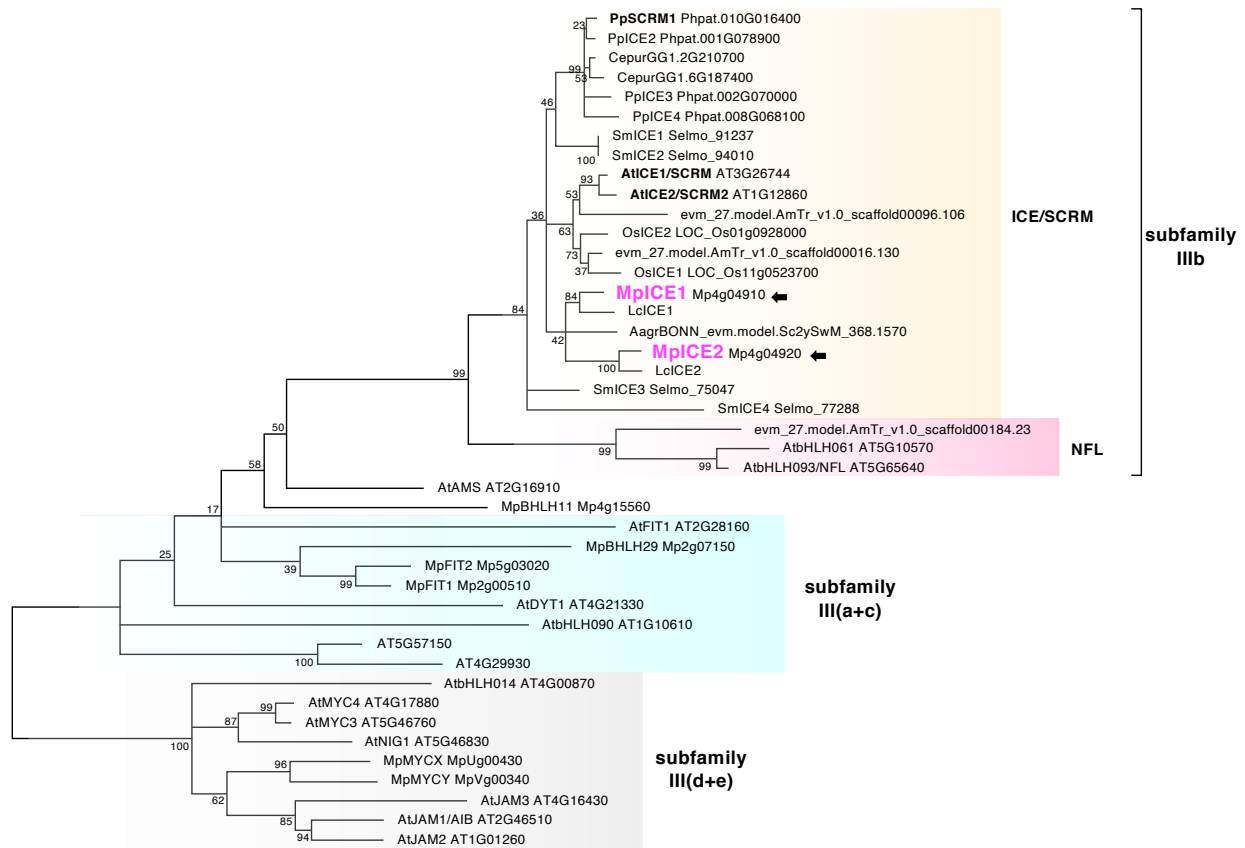 PpSCRM1 Phpat.010G016400
23
PpICE2 Phpat.001G078900
CepurGG1.2G210700
99
53
CepurGG1.6G187400
PpICE3 Phpat.002G070000
46
PpICE4 Phpat.008G068100
SmICE1 Selmo_91237
SmICE2 Selmo_94010
100
AtICE1/SCRM AT3G26744
93
AtICE2/SCRM2 AT1G12860
53
evm_27.model.AmTr_v1.0_scaffold00096.106
36
63
OsICE2 LOC_Os01g0928000
73
evm_27.model.AmTr_v1.0_scaffold00016.130
37
OsICE1 LOC_Os11g0523700
MpICE1 Mp4g04910
84
LcICE1
84
AagrBONN_evm.model.Sc2ySwM_368.1570
42
MpICE2 Mp4g04920
100
LcICE2
99
SmICE3 Selmo_75047
SmICE4 Selmo_77288
ICE/SCRM
subfamily
IIIb
evm_27.model.AmTr_v1.0_scaffold00184.23
99
AtbHLH061 AT5G10570
99
AtbHLH093/NFL AT5G65640
NFL
50
58
AtAMS AT2G16910
MpBHLH11 Mp4g15560
17
AtFIT1 AT2G28160
25
MpBHLH29 Mp2g07150
39
MpFIT2 Mp5g03020
99
MpFIT1 Mp2g00510
AtDYT1 AT4G21330
AtbHLH090 AT1G10610
AT5G57150
100
AT4G29930
subfamily
III(a+c)
AtbHLH014 AT4G00870
99
AtMYC4 AT4G17880
87
AtMYC3 AT5G46760
100
AtNIG1 AT5G46830
96
MpMYCX MpUg00430
MpMYCY MpVg00340
62
AtJAM3 AT4G16430
85
AtJAM1/AIB AT2G46510
94
AtJAM2 AT1G01260
subfamily
III(d+e)